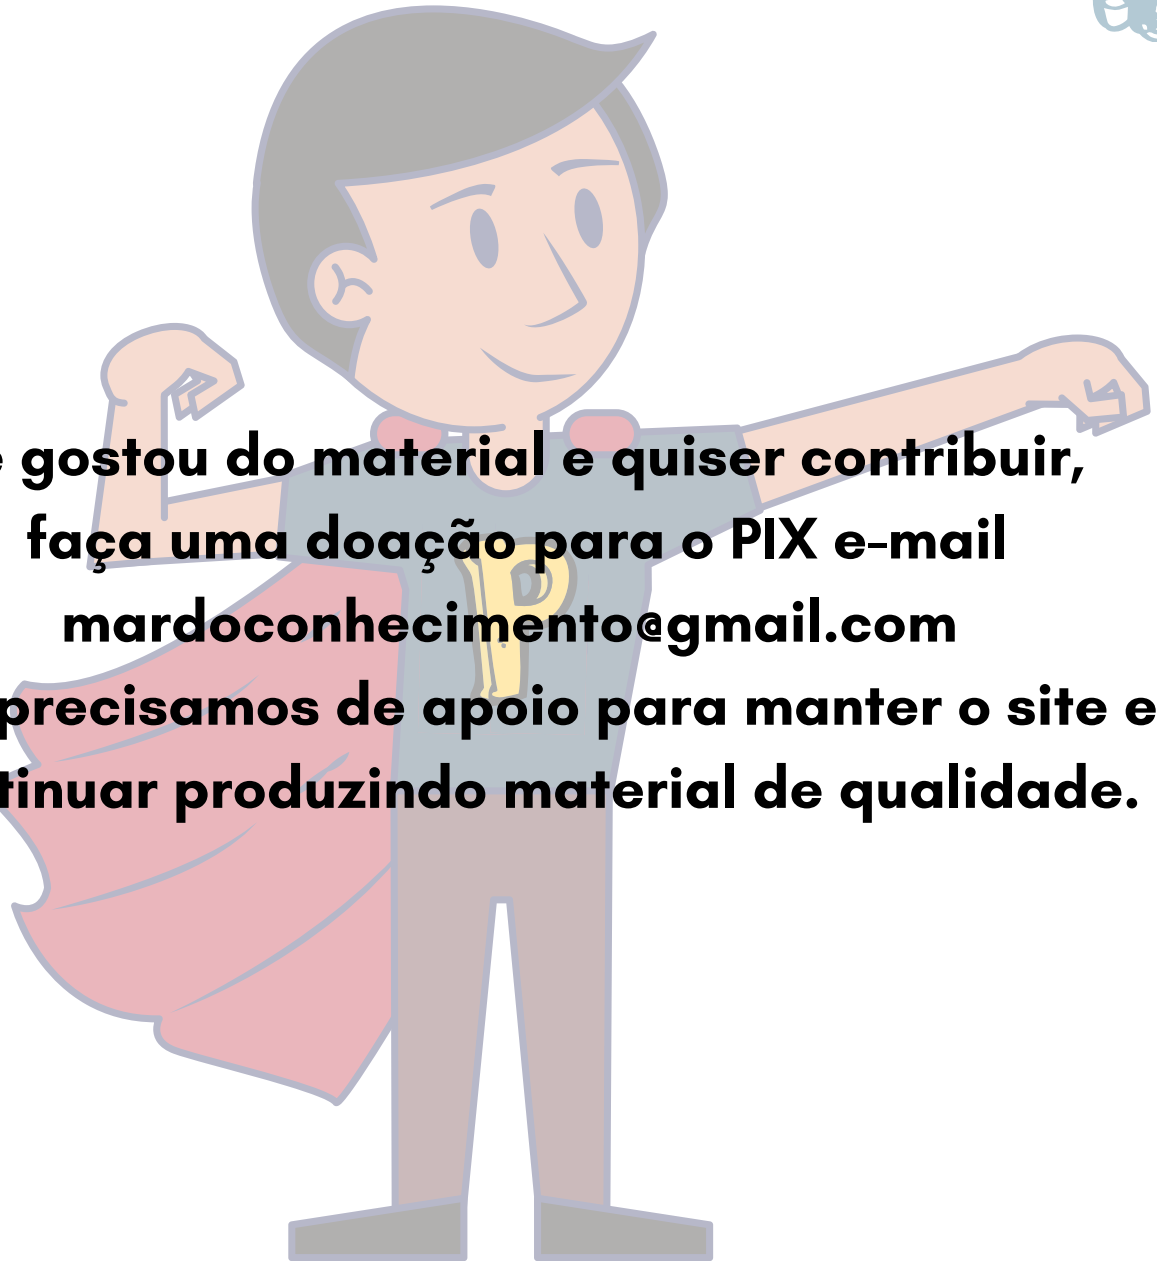 gostou do material e quiser contribuir,
faça uma doação para o PIX e-mail
mardoconhecimento@gmail.com
precisamos de apoio para manter o site e
tinuar produzindo material de qualidade.
P